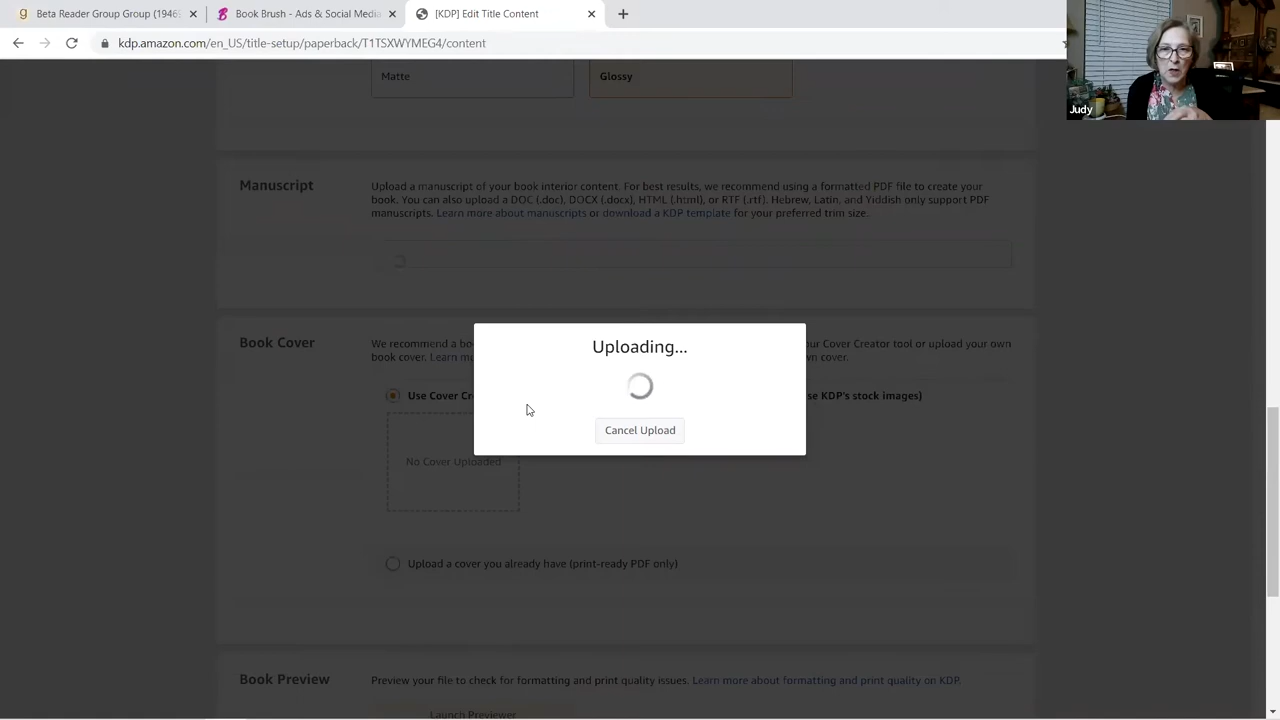 Beta Reader Group Group (1946
Book Brush - Ads & Social Media
[KDP] Edit Title Content
kdp.amazon.com/en_US/title-setup/paperback/T1TSXWYMEG4/content
Judy
Matte
Glossy
Manuscript
Upload a manuscript of your book interior content. For best results, we recommend using a formatted PDF file to create your
book. You can also upload a DOC (.doc), DOCX (.docx), HTML (.html), or RTF (.rtf). Hebrew, Latin, and Yiddish only support PDF
manuscripts. Learn more about manuscripts or download a KDP template for your preferred trim size.
Book Cover
We recommend a bo
our Cover Creator tool or upload your own
book cover. Learn mu
wn cover.
Uploading...
Use Cover Cre
se KDP's stock images)
Cancel Upload
No Cover Uploaded
Upload a cover you already have (print-ready PDF only)
Book Preview
Preview your file to check for formatting and print quality issues. Learn more about formatting and print quality on KDP.
Launch Previewer